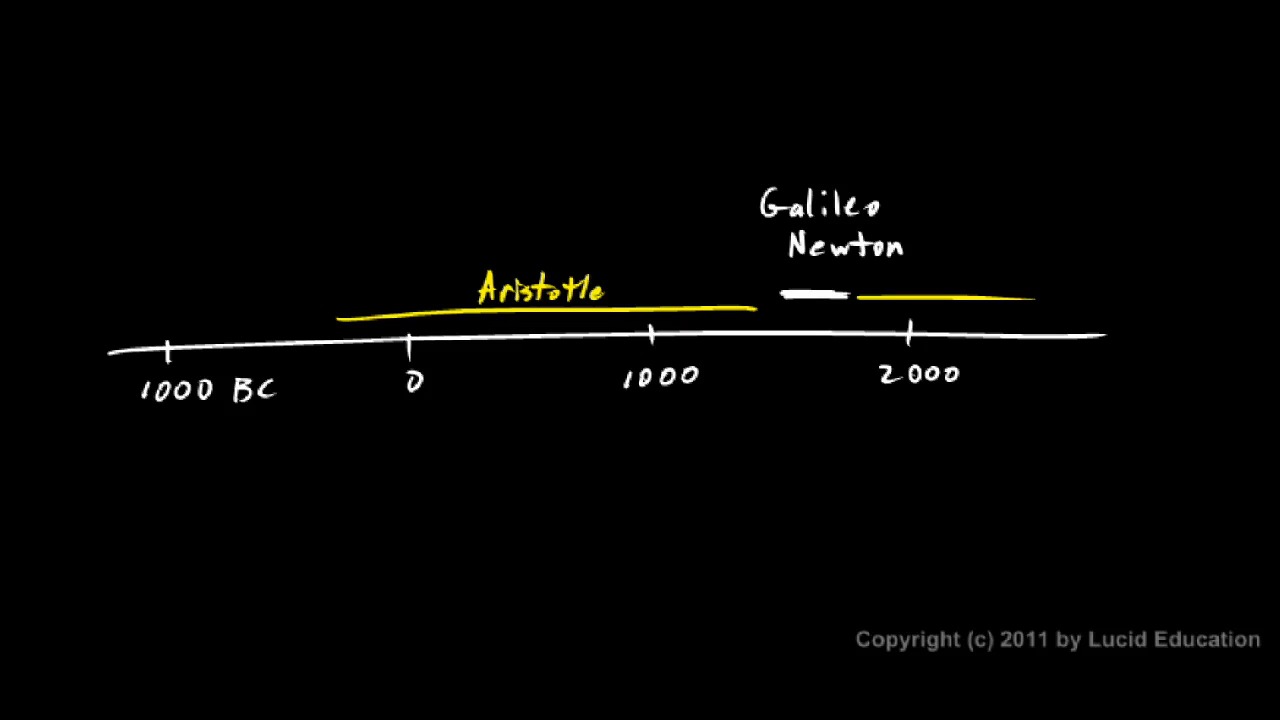 Galileo
Newton
Aristotle
1000 BC 0 1000 2000
Copyright (c) 2011 by Lucid Education